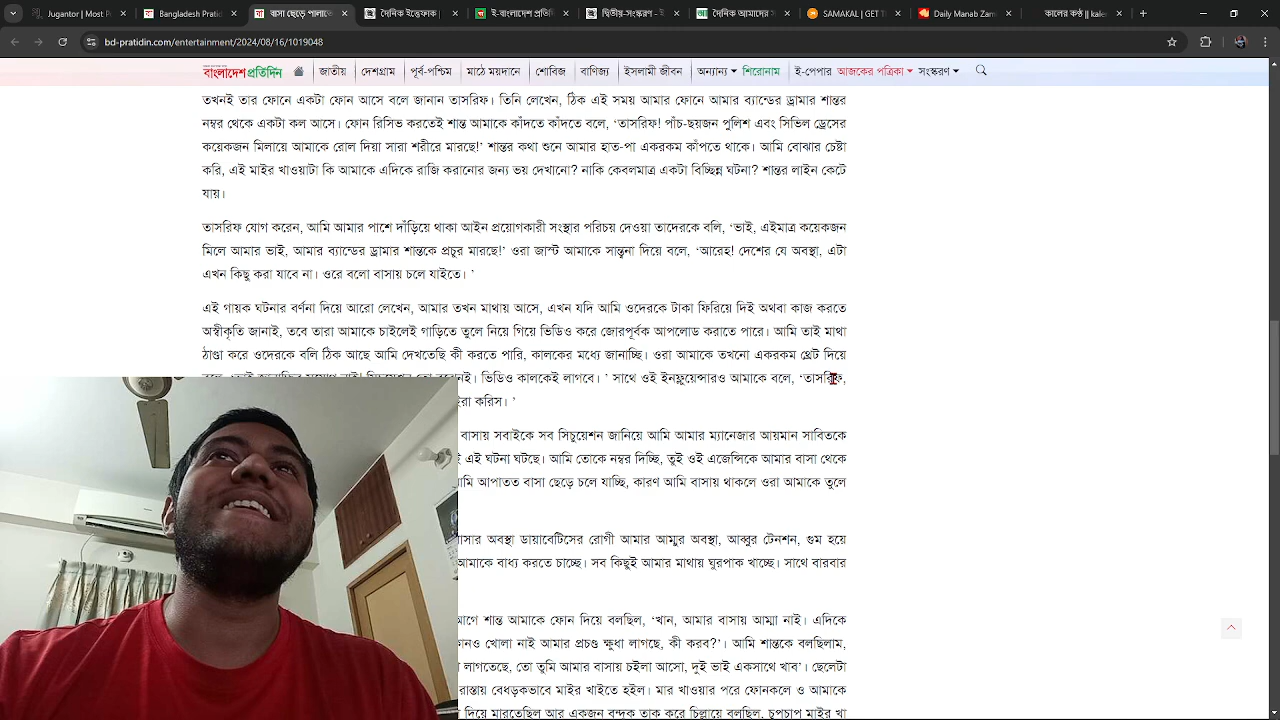 Jugantor | Most R
Bangladesh Pratid
বাসা ছেড়ে পালাতে
দৈনিক ইত্তেফাক |
ই-বাংলাদেশ প্রতিদি
দ্বিতীয়-সংস্করণ - ই
দৈনিক আমাদের স
SAMAKAL | GET T
Daily Manab Zam
কালের কণ্ঠ || kale
bd-pratidin.com/entertainment/2024/08/16/1019048
বাংলাদেশ প্রতিদিন জাতীয় দেশগ্রাম পূর্ব-পশ্চিম মাঠে ময়দানে শোবিজ বাণিজ্য ইসলামী জীবন অন্যান্য শিরোনাম ই-পেপার আজকের পত্রিকা সংস্করণ
তখনই তার ফোনে একটা ফোন আসে বলে জানান তাসরিফ। তিনি লেখেন, ঠিক এই সময় আমার ফোনে আমার ব্যান্ডের ড্রামার শান্তর
নম্বর থেকে একটা কল আসে। ফোন রিসিভ করতেই শান্ত আমাকে কাঁদতে কাঁদতে বলে, ‘তাসরিফ! পাঁচ-ছয়জন পুলিশ এবং সিভিল ড্রেসের
কয়েকজন মিলায়ে আমাকে রোল দিয়া সারা শরীরে মারছে!’ শান্তর কথা শুনে আমার হাত-পা একরকম কাঁপতে থাকে। আমি বোঝার চেষ্টা
করি, এই মাইর খাওয়াটা কি আমাকে এদিকে রাজি করানোর জন্য ভয় দেখানো? নাকি কেবলমাত্র একটা বিচ্ছিন্ন ঘটনা? শান্তর লাইন কেটে
যায়।
তাসরিফ যোগ করেন, আমি আমার পাশে দাঁড়িয়ে থাকা আইন প্রয়োগকারী সংস্থার পরিচয় দেওয়া তাদেরকে বলি, ‘ভাই, এইমাত্র কয়েকজন
মিলে আমার ভাই, আমার ব্যান্ডের ড্রামার শান্তকে প্রচুর মারছে!’ ওরা জাস্ট আমাকে সান্ত্বনা দিয়ে বলে, ‘আরেহ! দেশের যে অবস্থা, এটা
এখন কিছু করা যাবে না। ওরে বলো বাসায় চলে যাইতে। ’
এই গায়ক ঘটনার বর্ণনা দিয়ে আরো লেখেন, আমার তখন মাথায় আসে, এখন যদি আমি ওদেরকে টাকা ফিরিয়ে দিই অথবা কাজ করতে
অস্বীকৃতি জানাই, তবে তারা আমাকে চাইলেই গাড়িতে তুলে নিয়ে গিয়ে ভিডিও করে জোরপূর্বক আপলোড করাতে পারে। আমি তাই মাথা
ঠাণ্ডা করে ওদেরকে বলি ঠিক আছে আমি দেখতেছি কী করতে পারি, কালকের মধ্যে জানাচ্ছি। ওরা আমাকে তখনো একরকম থ্রেট দিয়ে
নেই। ভিডিও কালকেই লাগবে। ’ সাথে ওই ইনফ্লুয়েন্সারও আমাকে বলে, ‘তাসরিফ,
রা করিস। ’
বাসায় সবাইকে সব সিচুয়েশন জানিয়ে আমি আমার ম্যানেজার আয়মান সাবিতকে
এই ঘটনা ঘটছে। আমি তোকে নম্বর দিচ্ছি, তুই ওই এজেন্সিকে আমার বাসা থেকে
মি আপাতত বাসা ছেড়ে চলে যাচ্ছি, কারণ আমি বাসায় থাকলে ওরা আমাকে তুলে
াসার অবস্থা ডায়াবেটিসের রোগী আমার আম্মুর অবস্থা, আব্বুর টেনশন, গুম হয়ে
আমাকে বাধ্য করতে চাচ্ছে। সব কিছুই আমার মাথায় ঘুরপাক খাচ্ছে। সাথে বারবার
আগে শান্ত আমাকে ফোন দিয়ে বলছিল, ‘খান, আমার বাসায় আম্মা নাই। এদিকে
কানও খোলা নাই আমার প্রচণ্ড ক্ষুধা লাগছে, কী করব?’। আমি শান্তকে বলছিলাম,
লাগতেছে, তো তুমি আমার বাসায় চইলা আসো, দুই ভাই একসাথে খাব’। ছেলেটা
রাস্তায় বেধড়কভাবে মাইর খাইতে হইল। মার খাওয়ার পরে ফোনকলে ও আমাকে
দিয়ে মারতেছিল আর একজন বন্দুক তাক করে চিল্লায়ে বলছিল, চুপচাপ মাইর খা